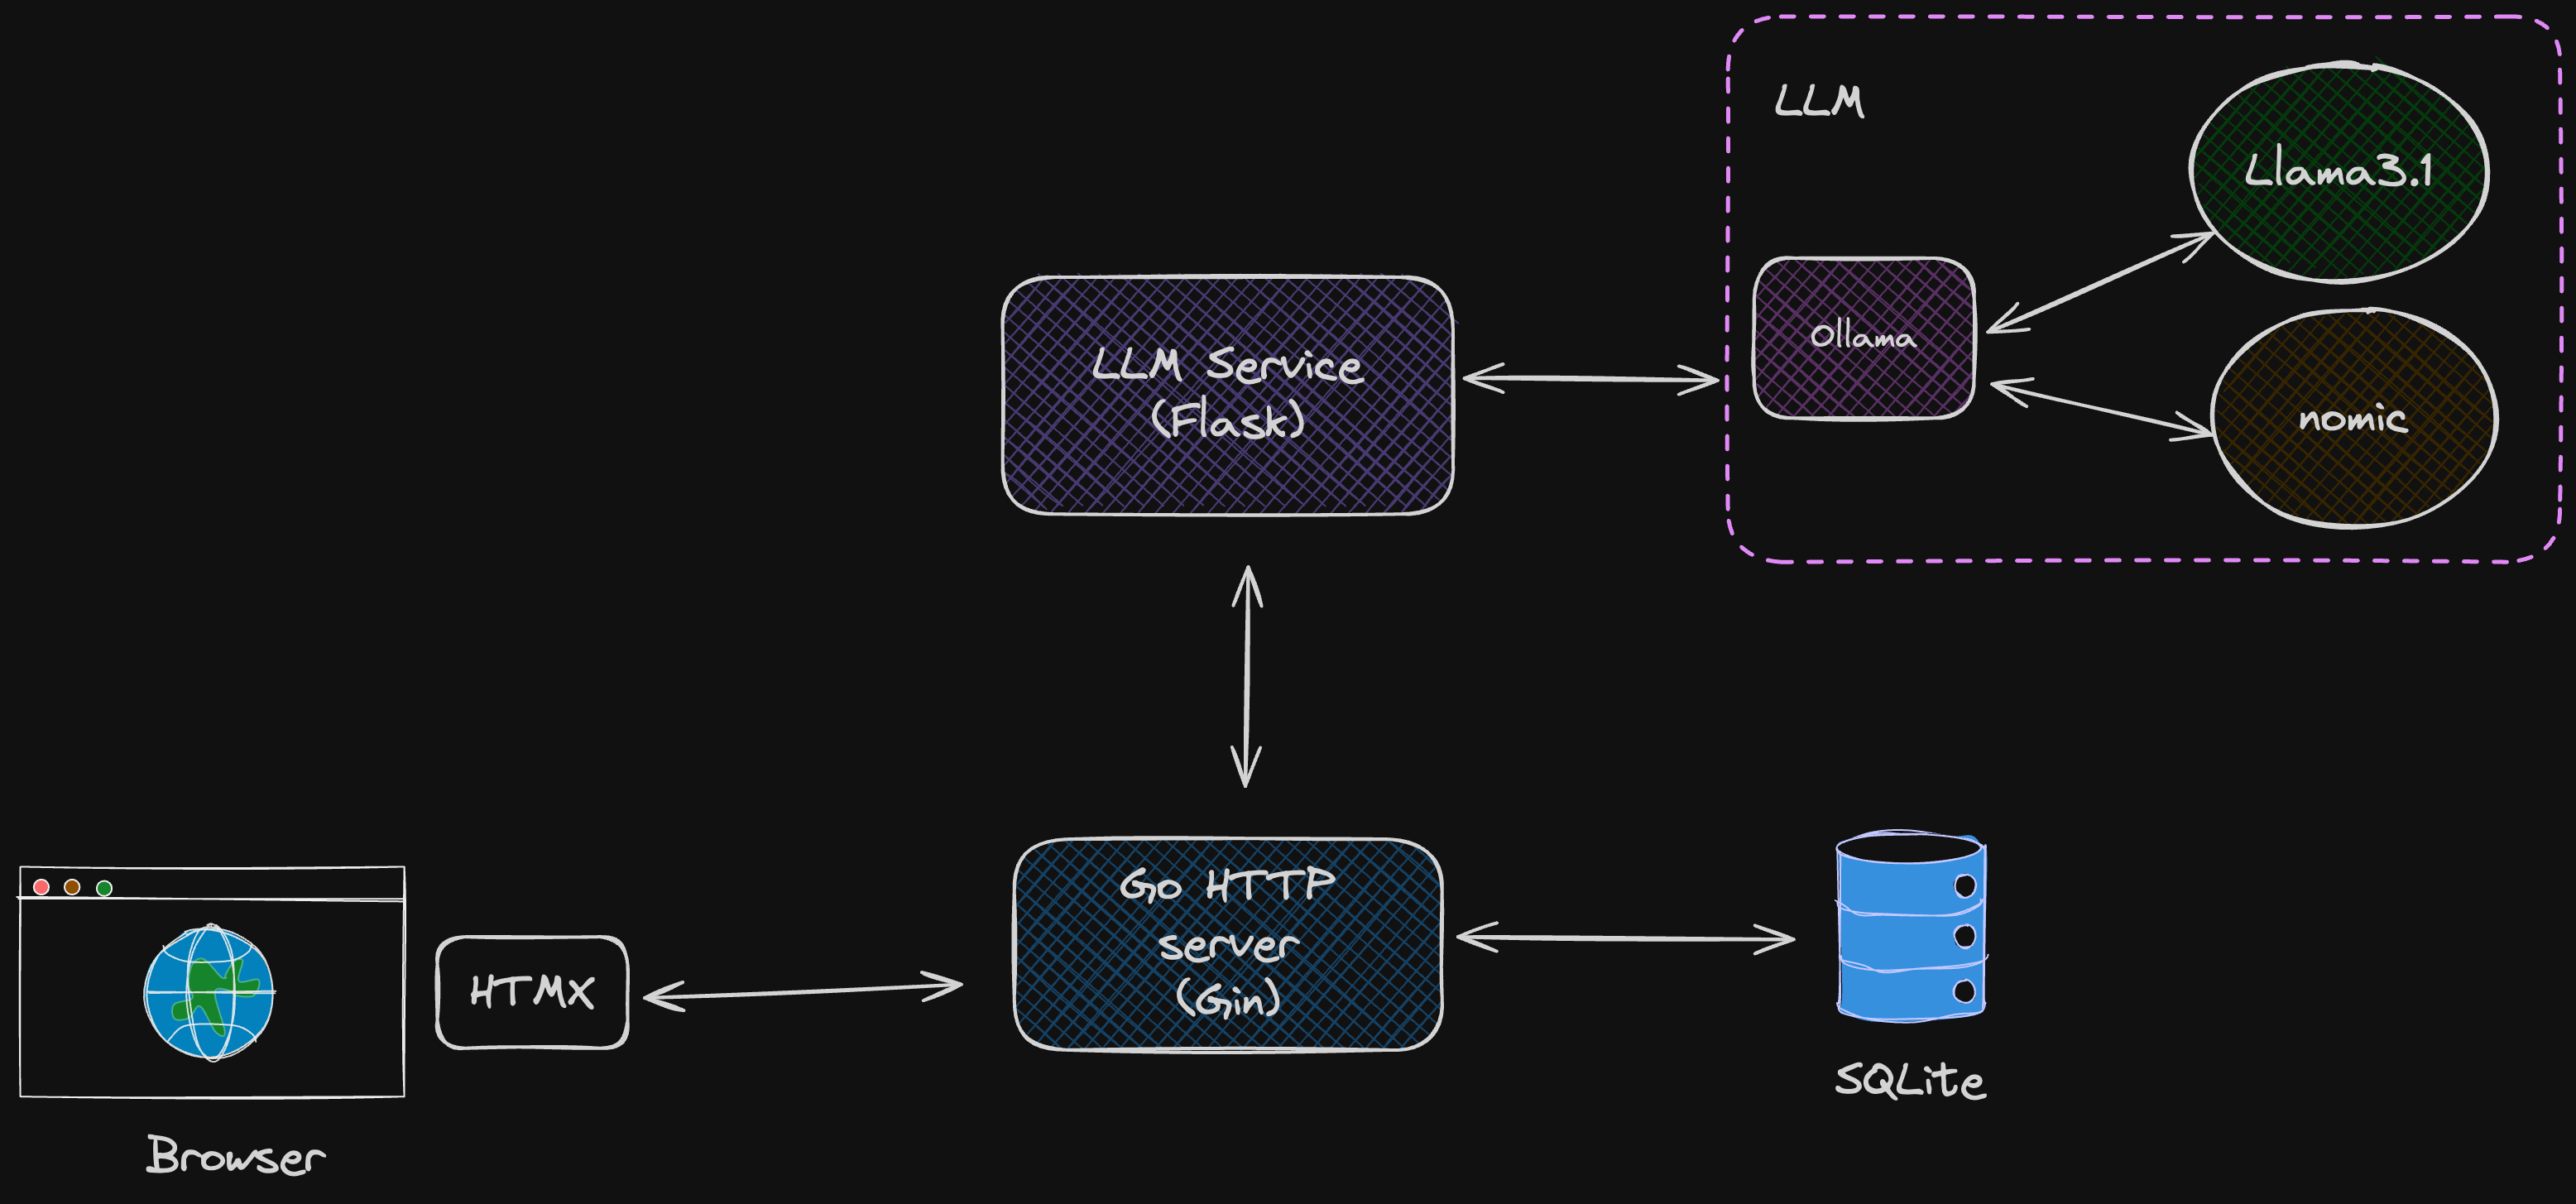 LLM
Llama3.1
Ollama
nomic
LLM Service
(Flask)
Go HTTP
server
(Gin)
HTMX
SQLite
Browser